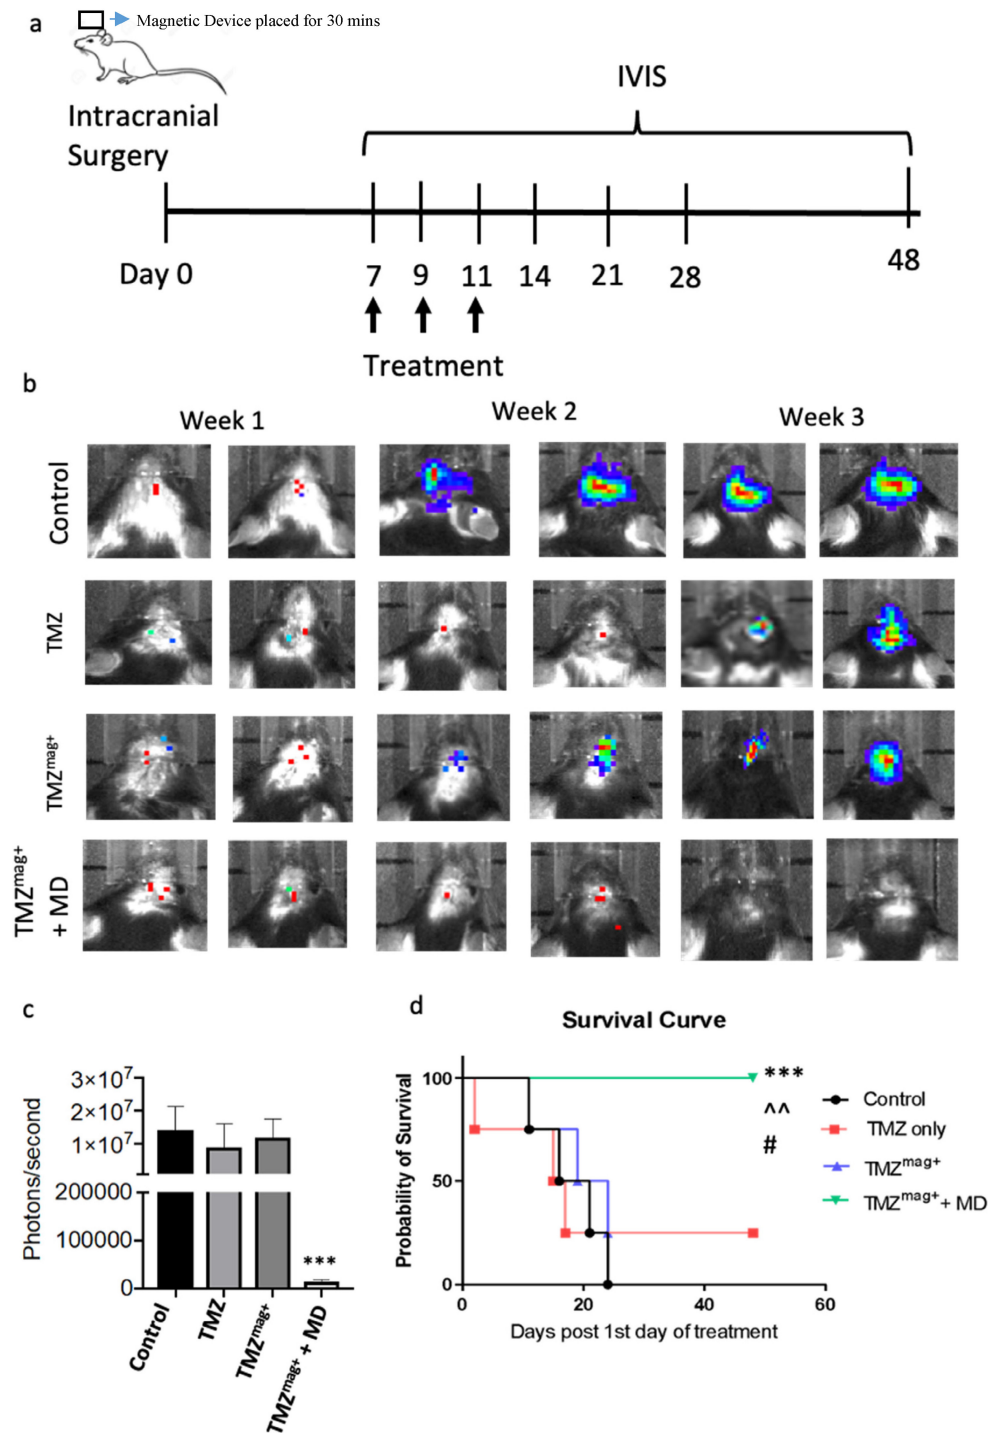 a
Magnetic Device placed for 30 mins
Intracranial
Surgery
IVIS
Day 0
7
9
11
14
21
28
48
Treatment
b
Week 1
Week 2
Week 3
Control
TMZ
TMZmag+
TMZmag+
+ MD
c
Photons/second
3×10⁷
2×10⁷
1×10⁷
200000
100000
0
***
Control
TMZ
TMZmag+
TMZmag+ + MD
d
Survival Curve
Probability of Survival
100
50
0
0
20
40
60
Days post 1st day of treatment
***
^^
#
Control
TMZ only
TMZmag+
TMZmag+ + MD